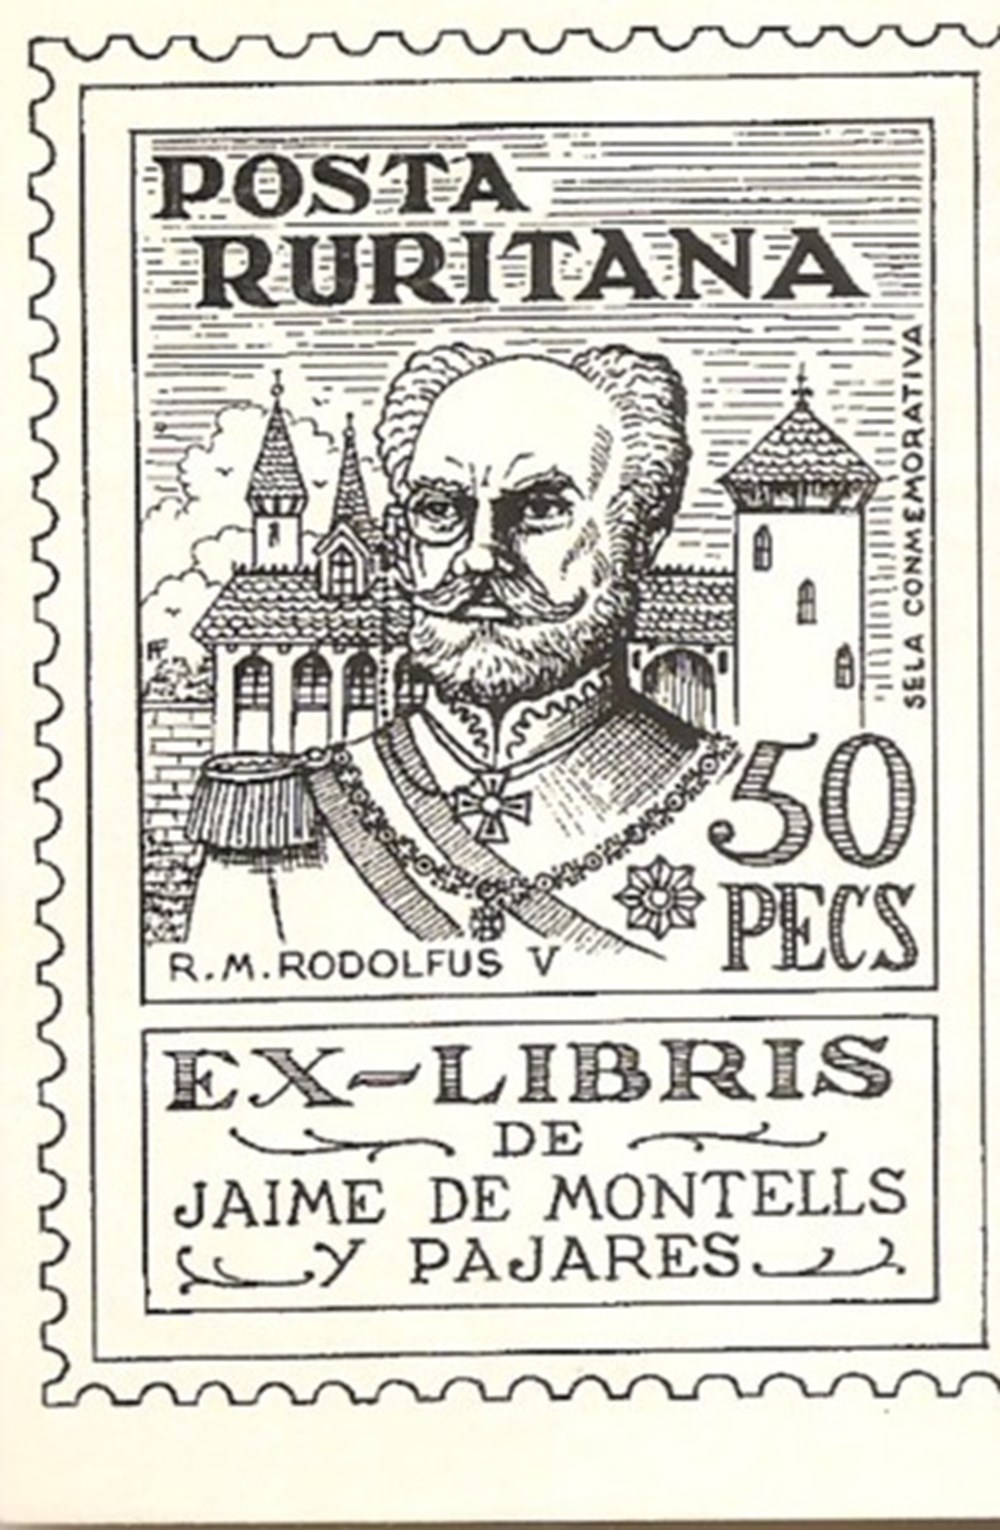 POSTA
RURITANA
SELA CONMEMORATIVA
50
PECS
R.M.RODOLFUS V
EX-LIBRIS
DE
JAIME DE MONTELLS
Y PAJARES